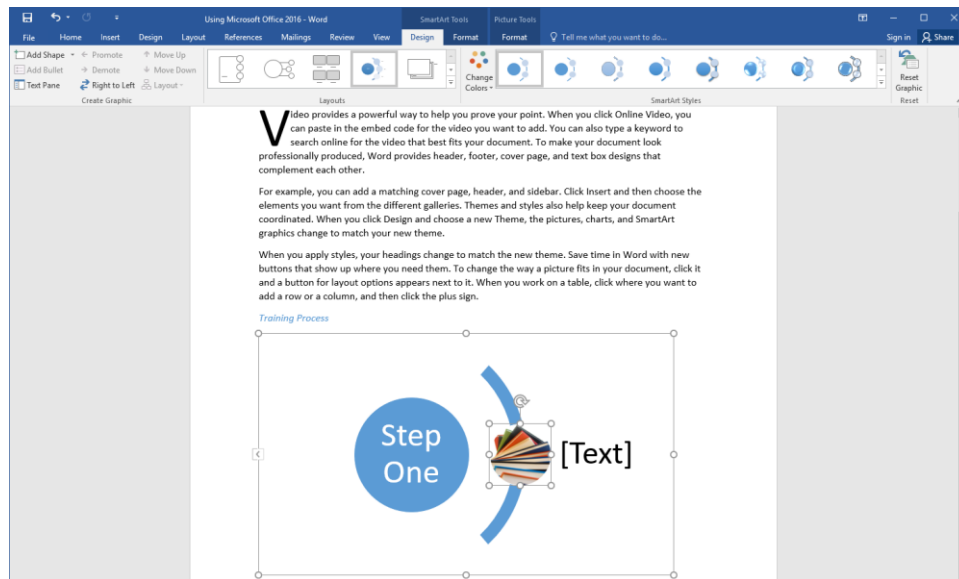 Using Microsoft Office 2016 - Word
SmartArt Tools
Picture Tools
File Home Insert Design Layout References Mailings Review View Design Format Format Tell me what you want to do... Sign in Share
Add Shape Promote Move Up
Add Bullet Demote Move Down
Text Pane Right to Left Layout
Change Colors
Reset Graphic
Create Graphic Layouts SmartArt Styles Reset
Video provides a powerful way to help you prove your point. When you click Online Video, you
can paste in the embed code for the video you want to add. You can also type a keyword to
search online for the video that best fits your document. To make your document look
professionally produced, Word provides header, footer, cover page, and text box designs that
complement each other.
For example, you can add a matching cover page, header, and sidebar. Click Insert and then choose the
elements you want from the different galleries. Themes and styles also help keep your document
coordinated. When you click Design and choose a new Theme, the pictures, charts, and SmartArt
graphics change to match your new theme.
When you apply styles, your headings change to match the new theme. Save time in Word with new
buttons that show up where you need them. To change the way a picture fits in your document, click it
and a button for layout options appears next to it. When you work on a table, click where you want to
add a row or a column, and then click the plus sign.
Training Process
Step
One
[Text]